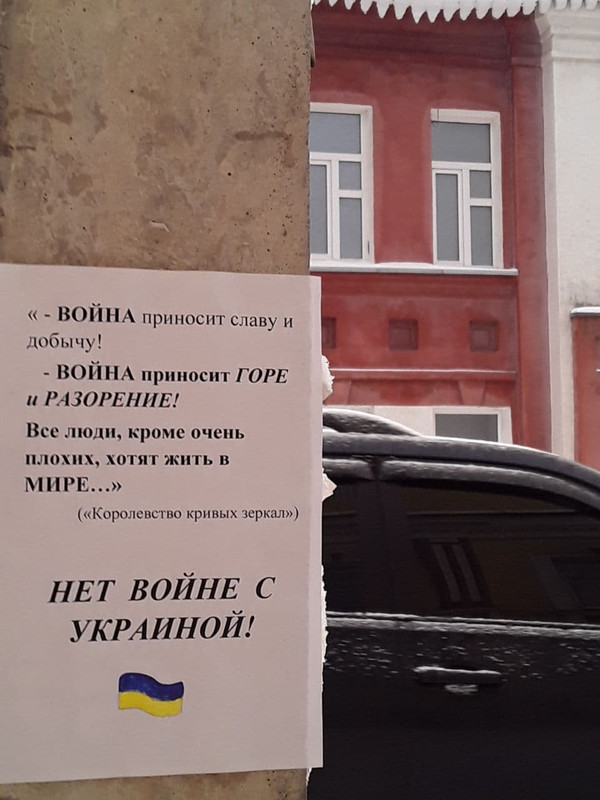 « - ВОЙНА приносит славу и
добычу!
- ВОЙНА приносит ГОРЕ
и РАЗОРЕНИЕ!
Все люди, кроме очень
плохих, хотят жить в
МИРЕ...»
(«Королевство кривых зеркал»)
НЕТ ВОЙНЕ С
УКРАИНОЙ!